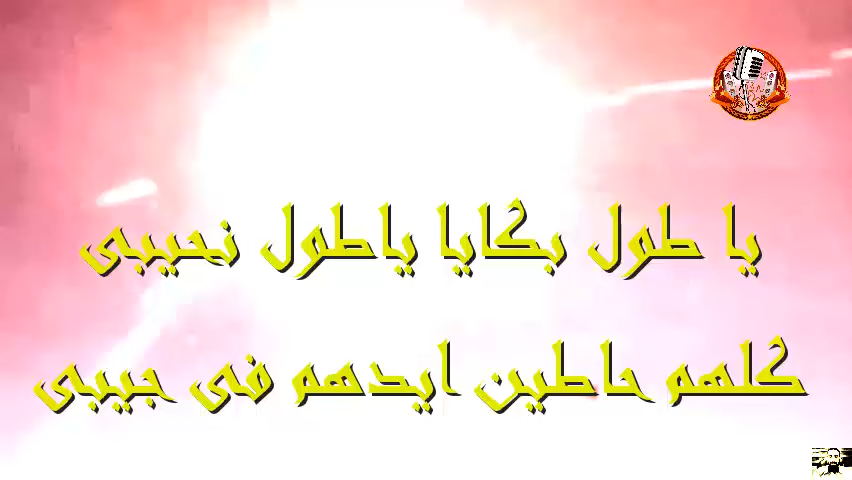 يا طول بكايا ياطول نحيبى
كلهم حاطين ايدهم فى جيبى